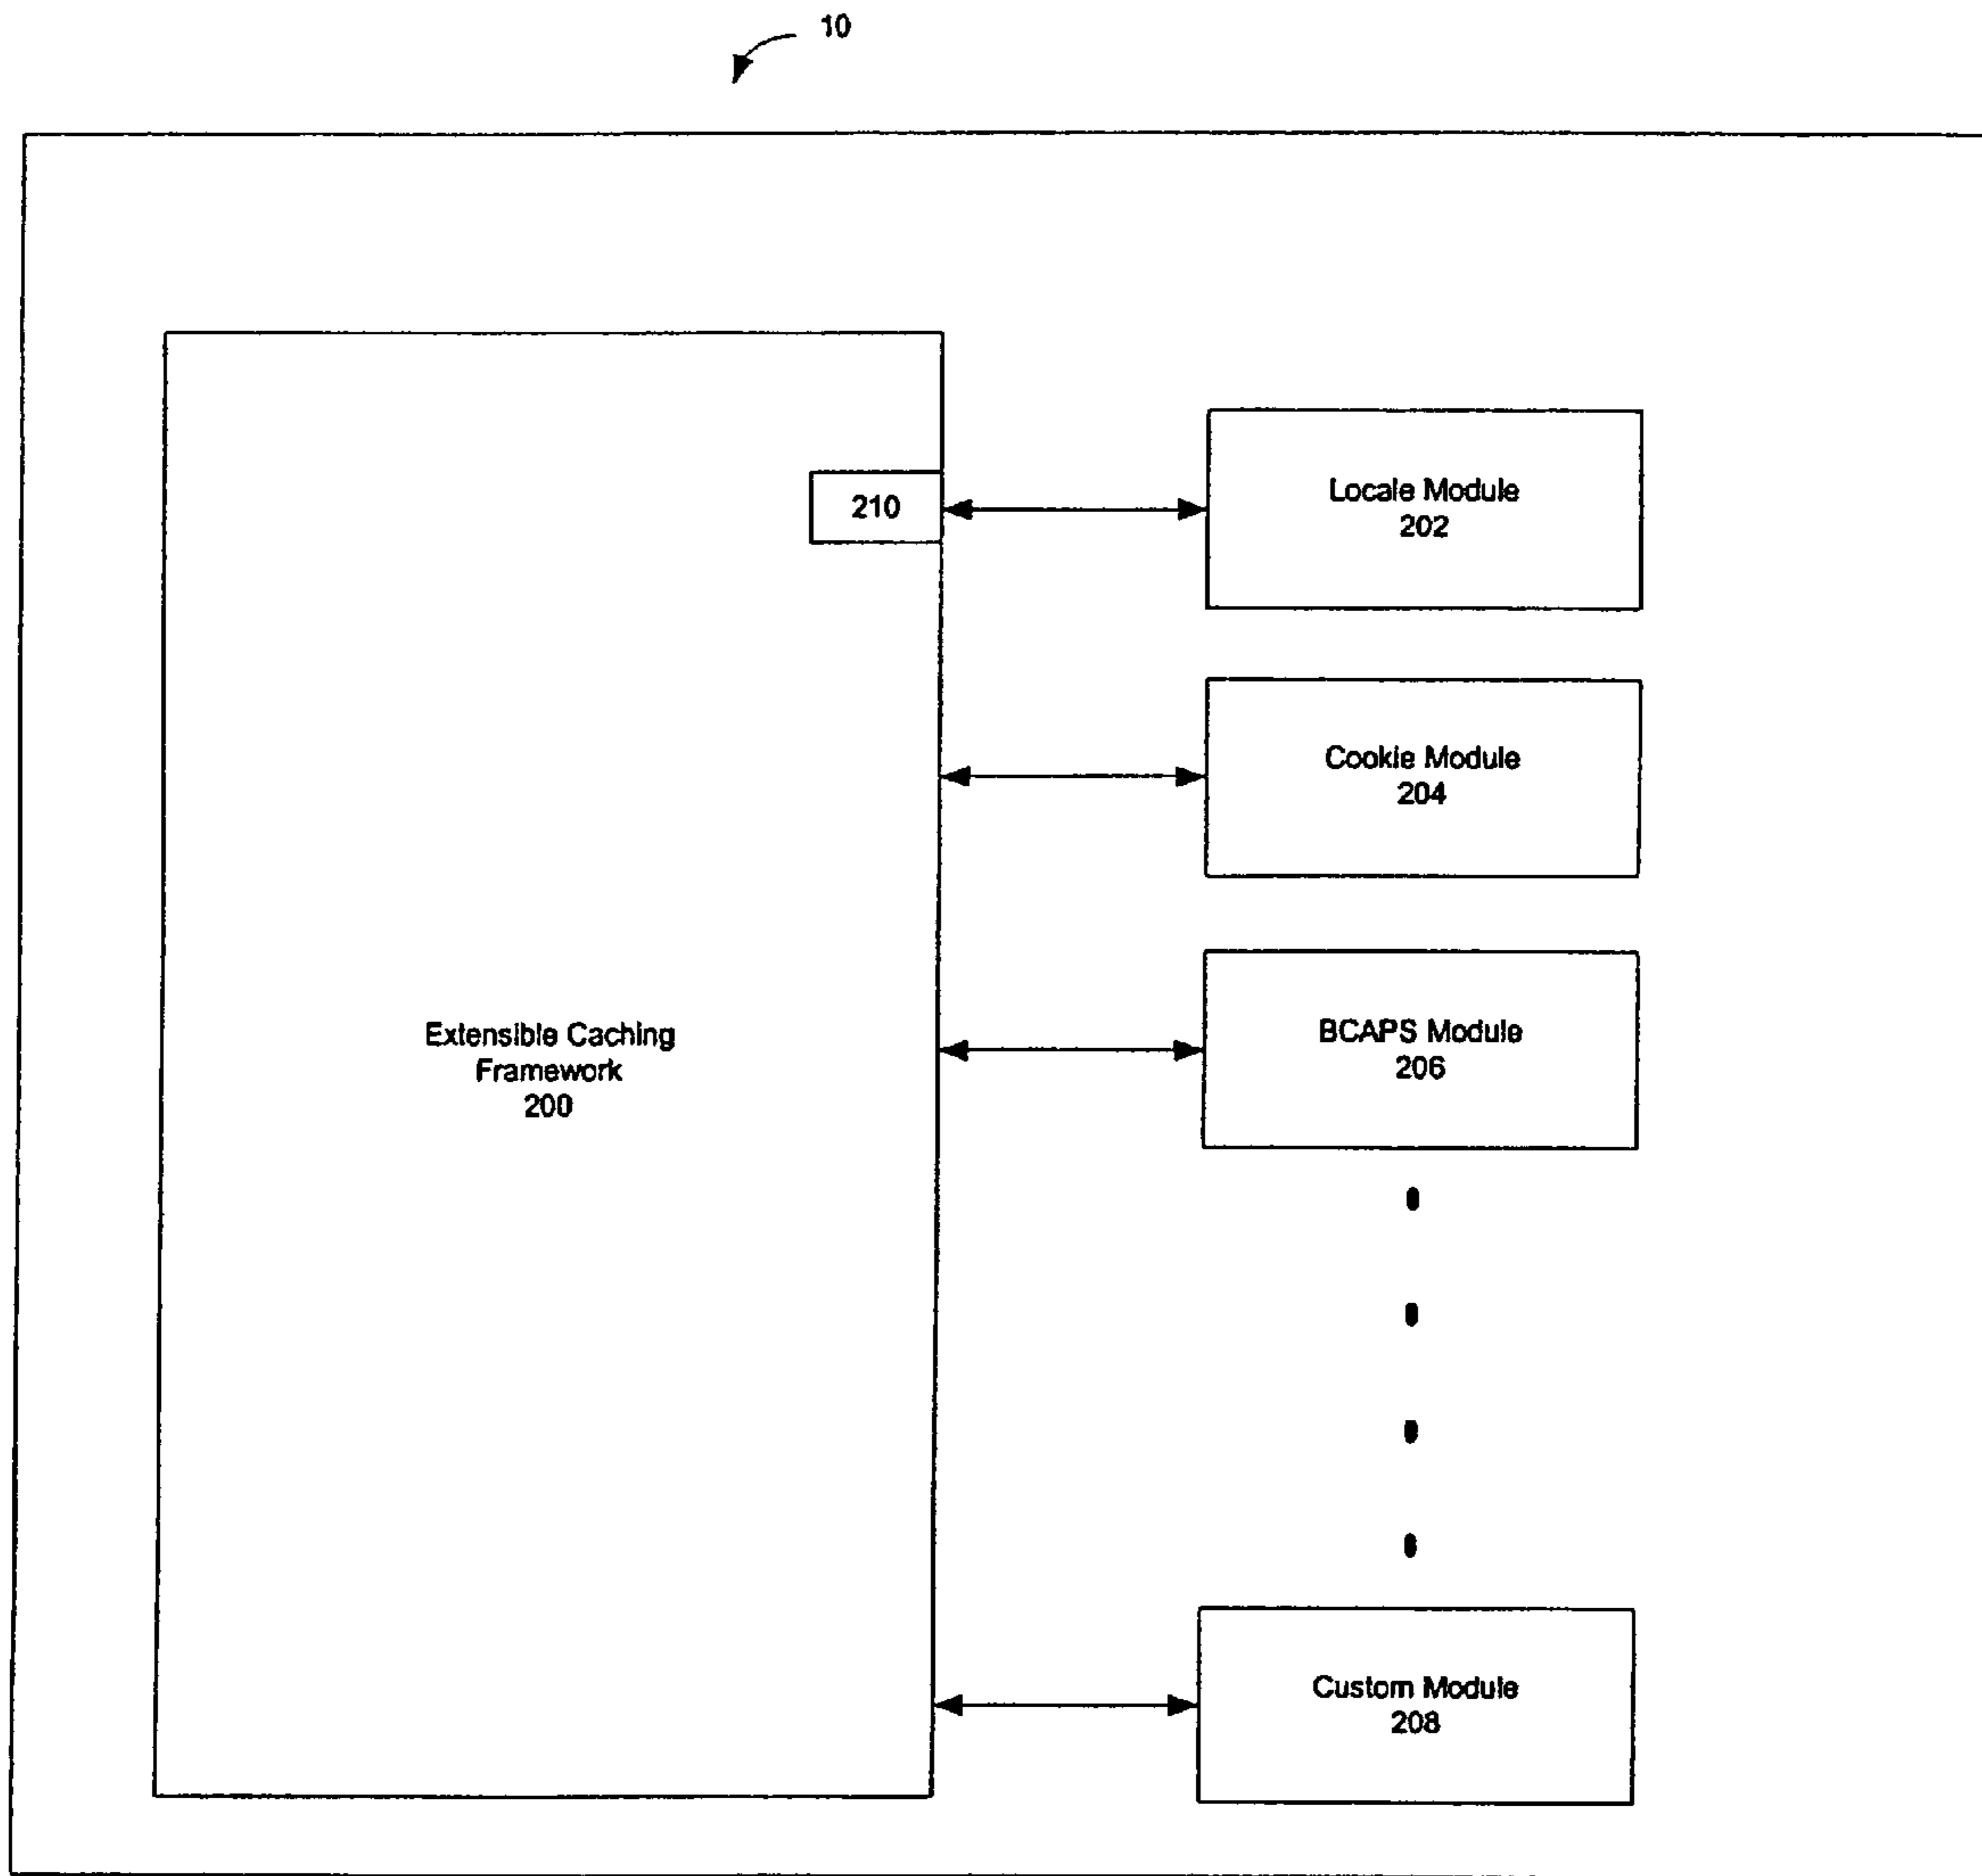 10
210
Locale Module
202
Cookie Module
204
BCAPS Module
206
Extensible Caching
Framework
200
Custom Module
208